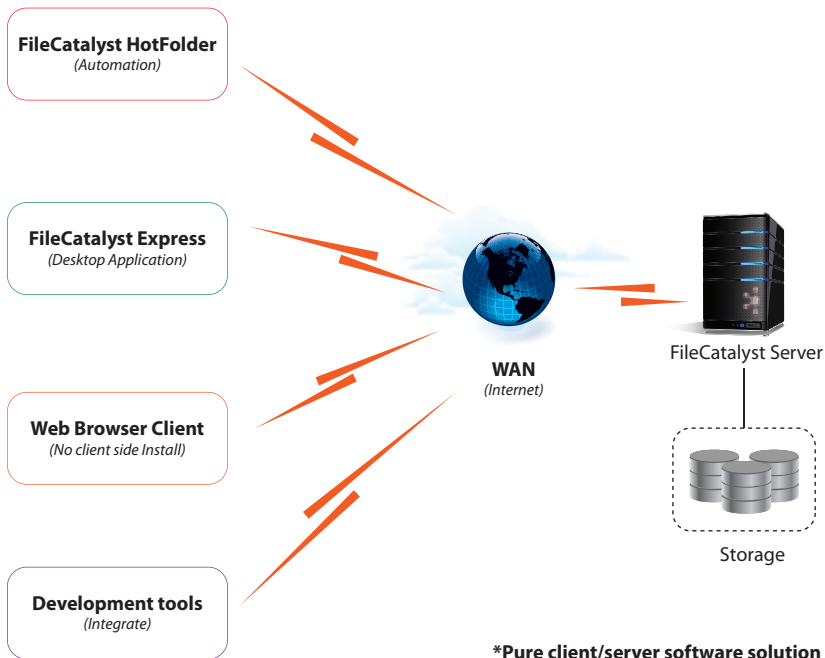 FileCatalyst HotFolder
(Automation)
FileCatalyst Express
(Desktop Application)
Web Browser Client
(No client side Install)
Development tools
(Integrate)
WAN
(Internet)
FileCatalyst Server
Storage
*Pure client/server software solution